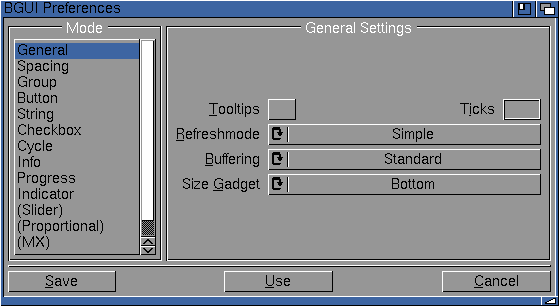 BGUI Preferences
Mode
General
Spacing
Group
Button
String
Checkbox
Cycle
Info
Progress
Indicator
(Slider)
(Proportional)
(MX)
General Settings
Tooltips Ticks
Refreshmode Simple
Buffering Standard
Size Gadget Bottom
Save Use Cancel